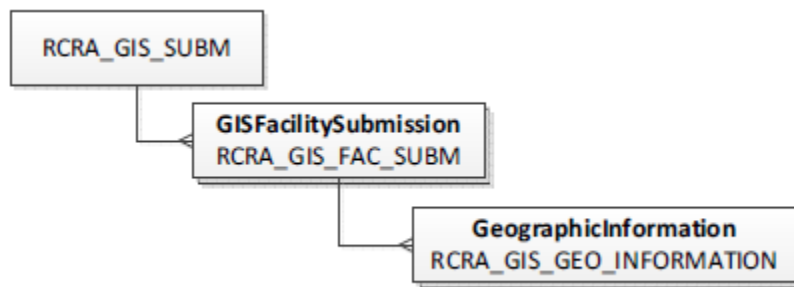 RCRA_GIS_SUBM
GISFacilitySubmission
RCRA_GIS_FAC_SUBM
GeographicInformation
RCRA_GIS_GEO_INFORMATION